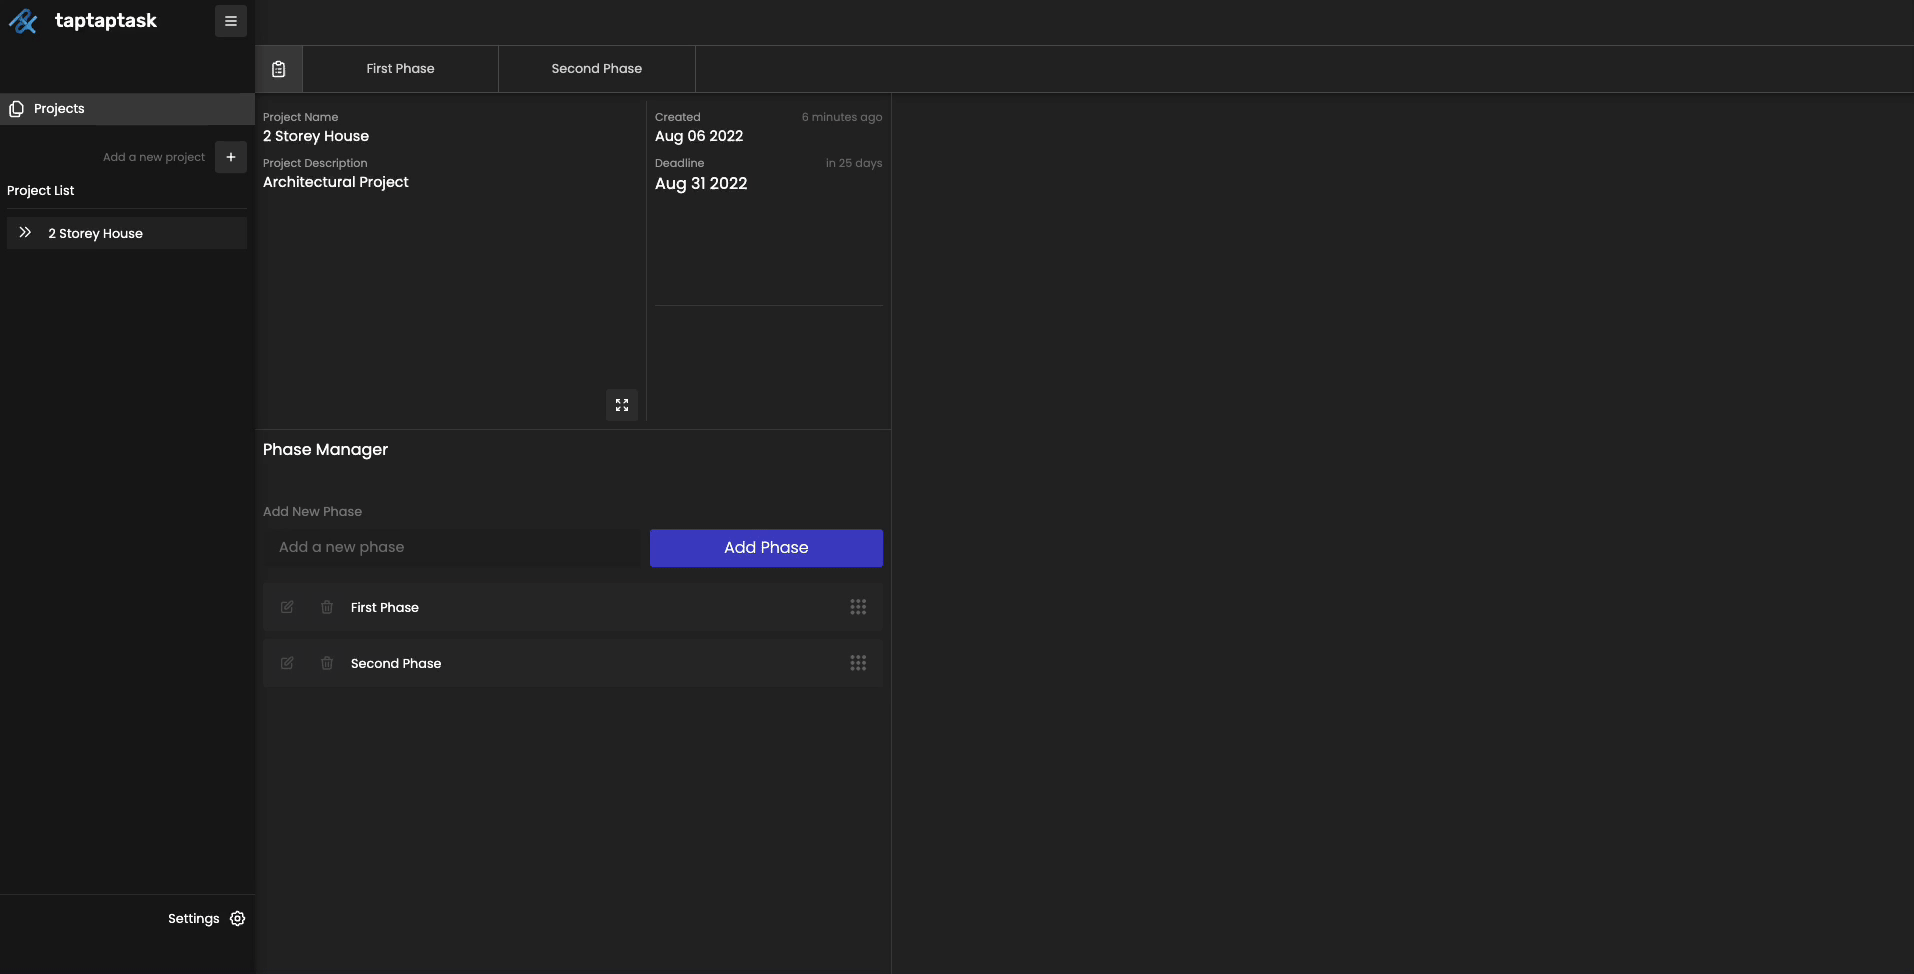 taptaptask
First Phase
Second Phase
Projects
Add a new project
Project List
2 Storey House
Project Name
2 Storey House
Project Description
Architectural Project
Created 6 minutes ago
Aug 06 2022
Deadline in 25 days
Aug 31 2022
Phase Manager
Add New Phase
Add a new phase Add Phase
First Phase
Second Phase
Settings